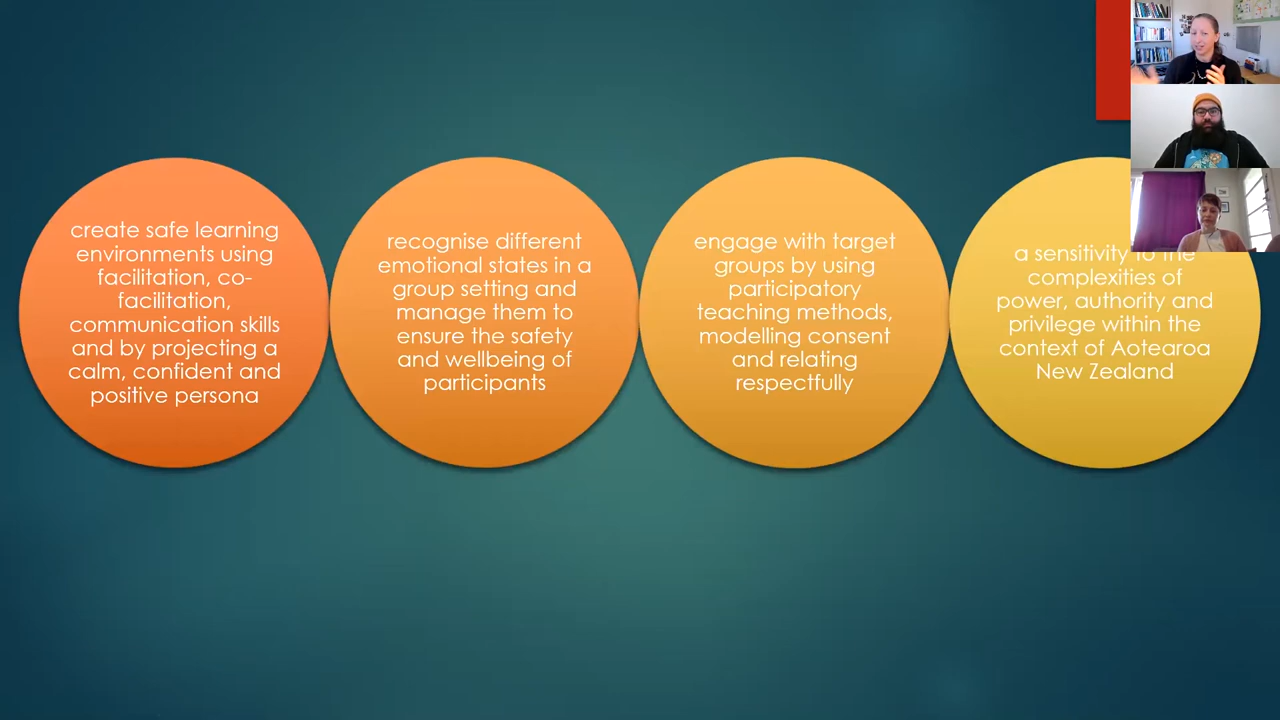 create safe learning
environments using
facilitation, co-
facilitation,
communication skills
and by projecting a
calm, confident and
positive persona
recognise different
emotional states in a
group setting and
manage them to
ensure the safety
and wellbeing of
participants
engage with target
groups by using
participatory
teaching methods,
modelling consent
and relating
respectfully
a sensitivity to the
complexities of
power, authority and
privilege within the
context of Aotearoa
New Zealand